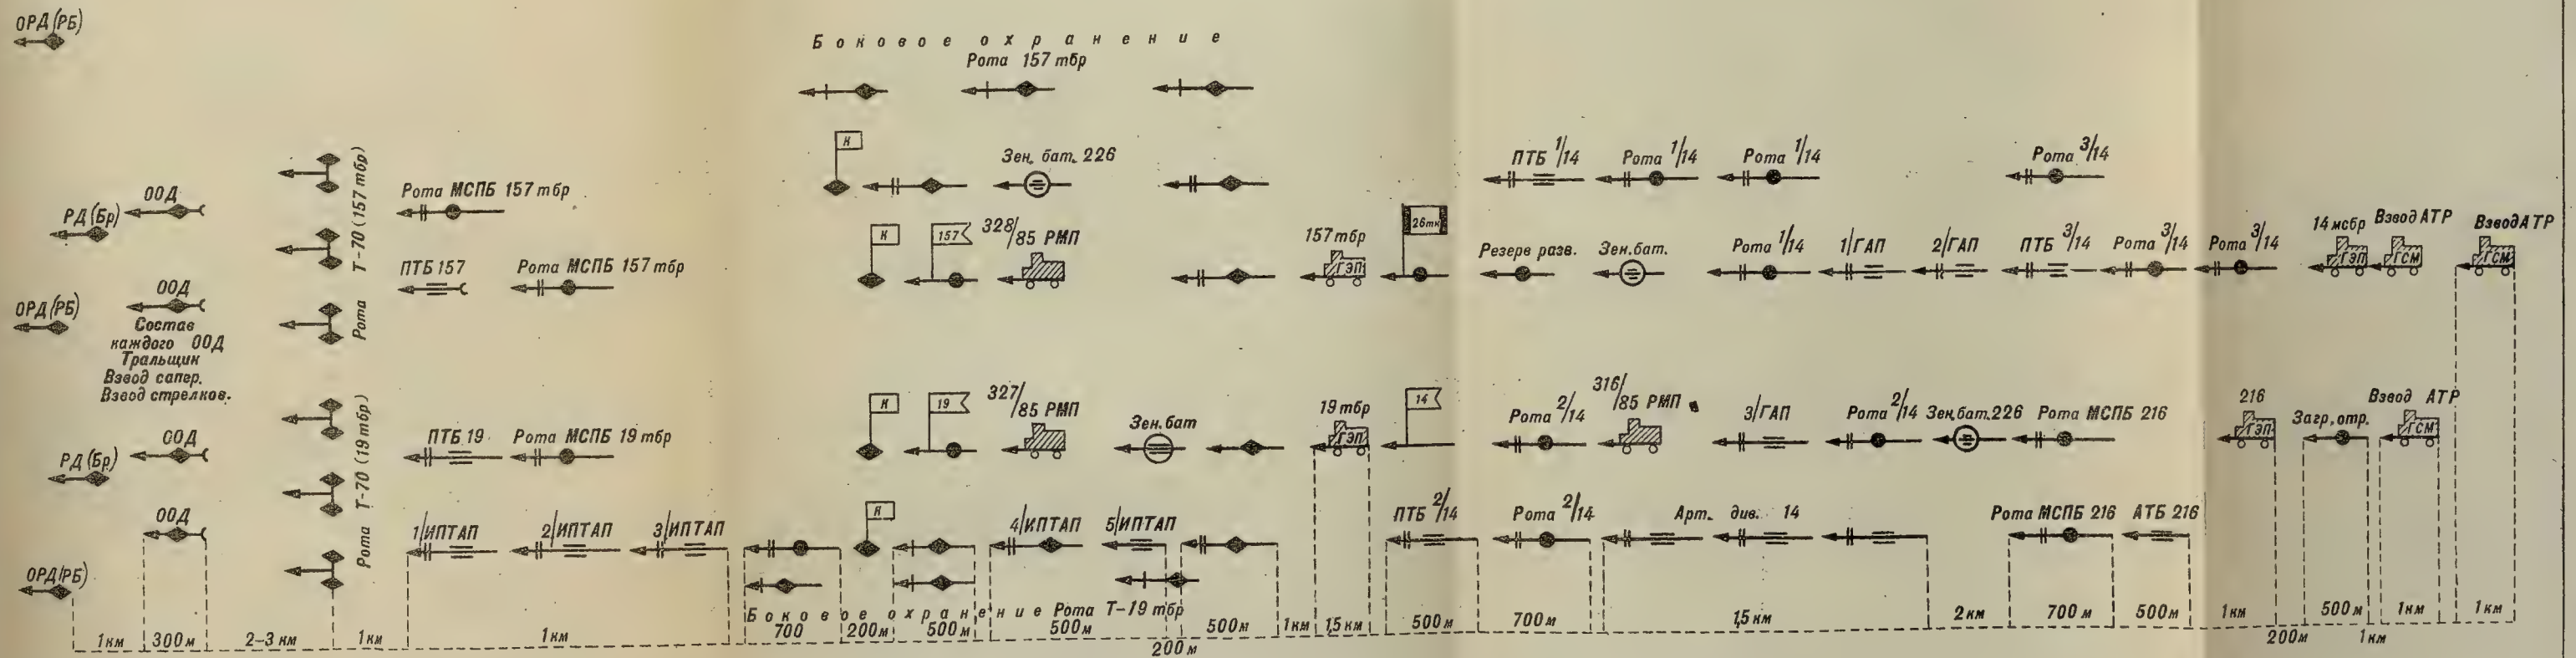 ОРД(РБ)
Боковое охранение
Рота 157 тбр
К
Зен. бат. 226
ПТБ 1/14
Рота 1/14
Рота 1/14
Рота 3/14
ООД
РД(Бр)
Рота Т-70 (157 тбр)
Рота МСПБ 157 тбр
ПТБ 157
Рота МСПБ 157 тбр
К
157
328/85 РМП
157 тбр
ГЭП
26тк
Резерв разв.
Зен.бат.
Рота 1/14
1/ГАП
2/ГАП
ПТБ 3/14
Рота 3/14
Рота 3/14
14 мсбр
ГЭП
Взвод АТР
ГСМ
Взвод АТР
ГСМ
ООД
ОРД(РБ)
Состав
каждого ООД
Тральщик
Взвод сапер.
Взвод стрелков.
ООД
РД(Бр)
Рота Т-70 (19 тбр)
ПТБ 19
Рота МСПБ 19 тбр
К
19
327/85 РМП
Зен. бат
19 тбр
ГЭП
14
Рота 2/14
316/85 РМП
3/ГАП
Рота 2/14
Зен.бат.226
Рота МСПБ 216
216
ГЭП
Загр.отр.
Взвод АТР
ГСМ
ООД
1/ИПТАП
2/ИПТАП
3/ИПТАП
К
4/ИПТАП
5/ИПТАП
ПТБ 2/14
Рота 2/14
Арт. див. 14
Рота МСПБ 216
АТБ 216
ОРД(РБ)
Боковое охранение Рота Т-19 тбр
1км
300м
2-3 км
1км
1км
700
200м
500м
500м
200м
500м
1км
1,5км
500м
700м
1,5 км
2км
700м
500м
1км
200м
500м
1км
1км
1км